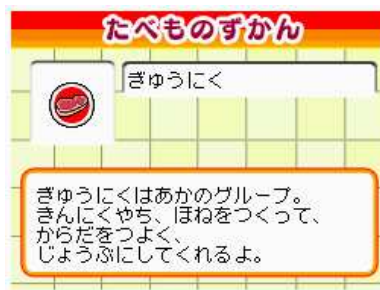 たべものずかん
ぎゅうにく
ぎゅうにくはあかのグループ。
きんにくやち、ほねをつくって、
からだをつよく、
じょうぶにしてくれるよ。